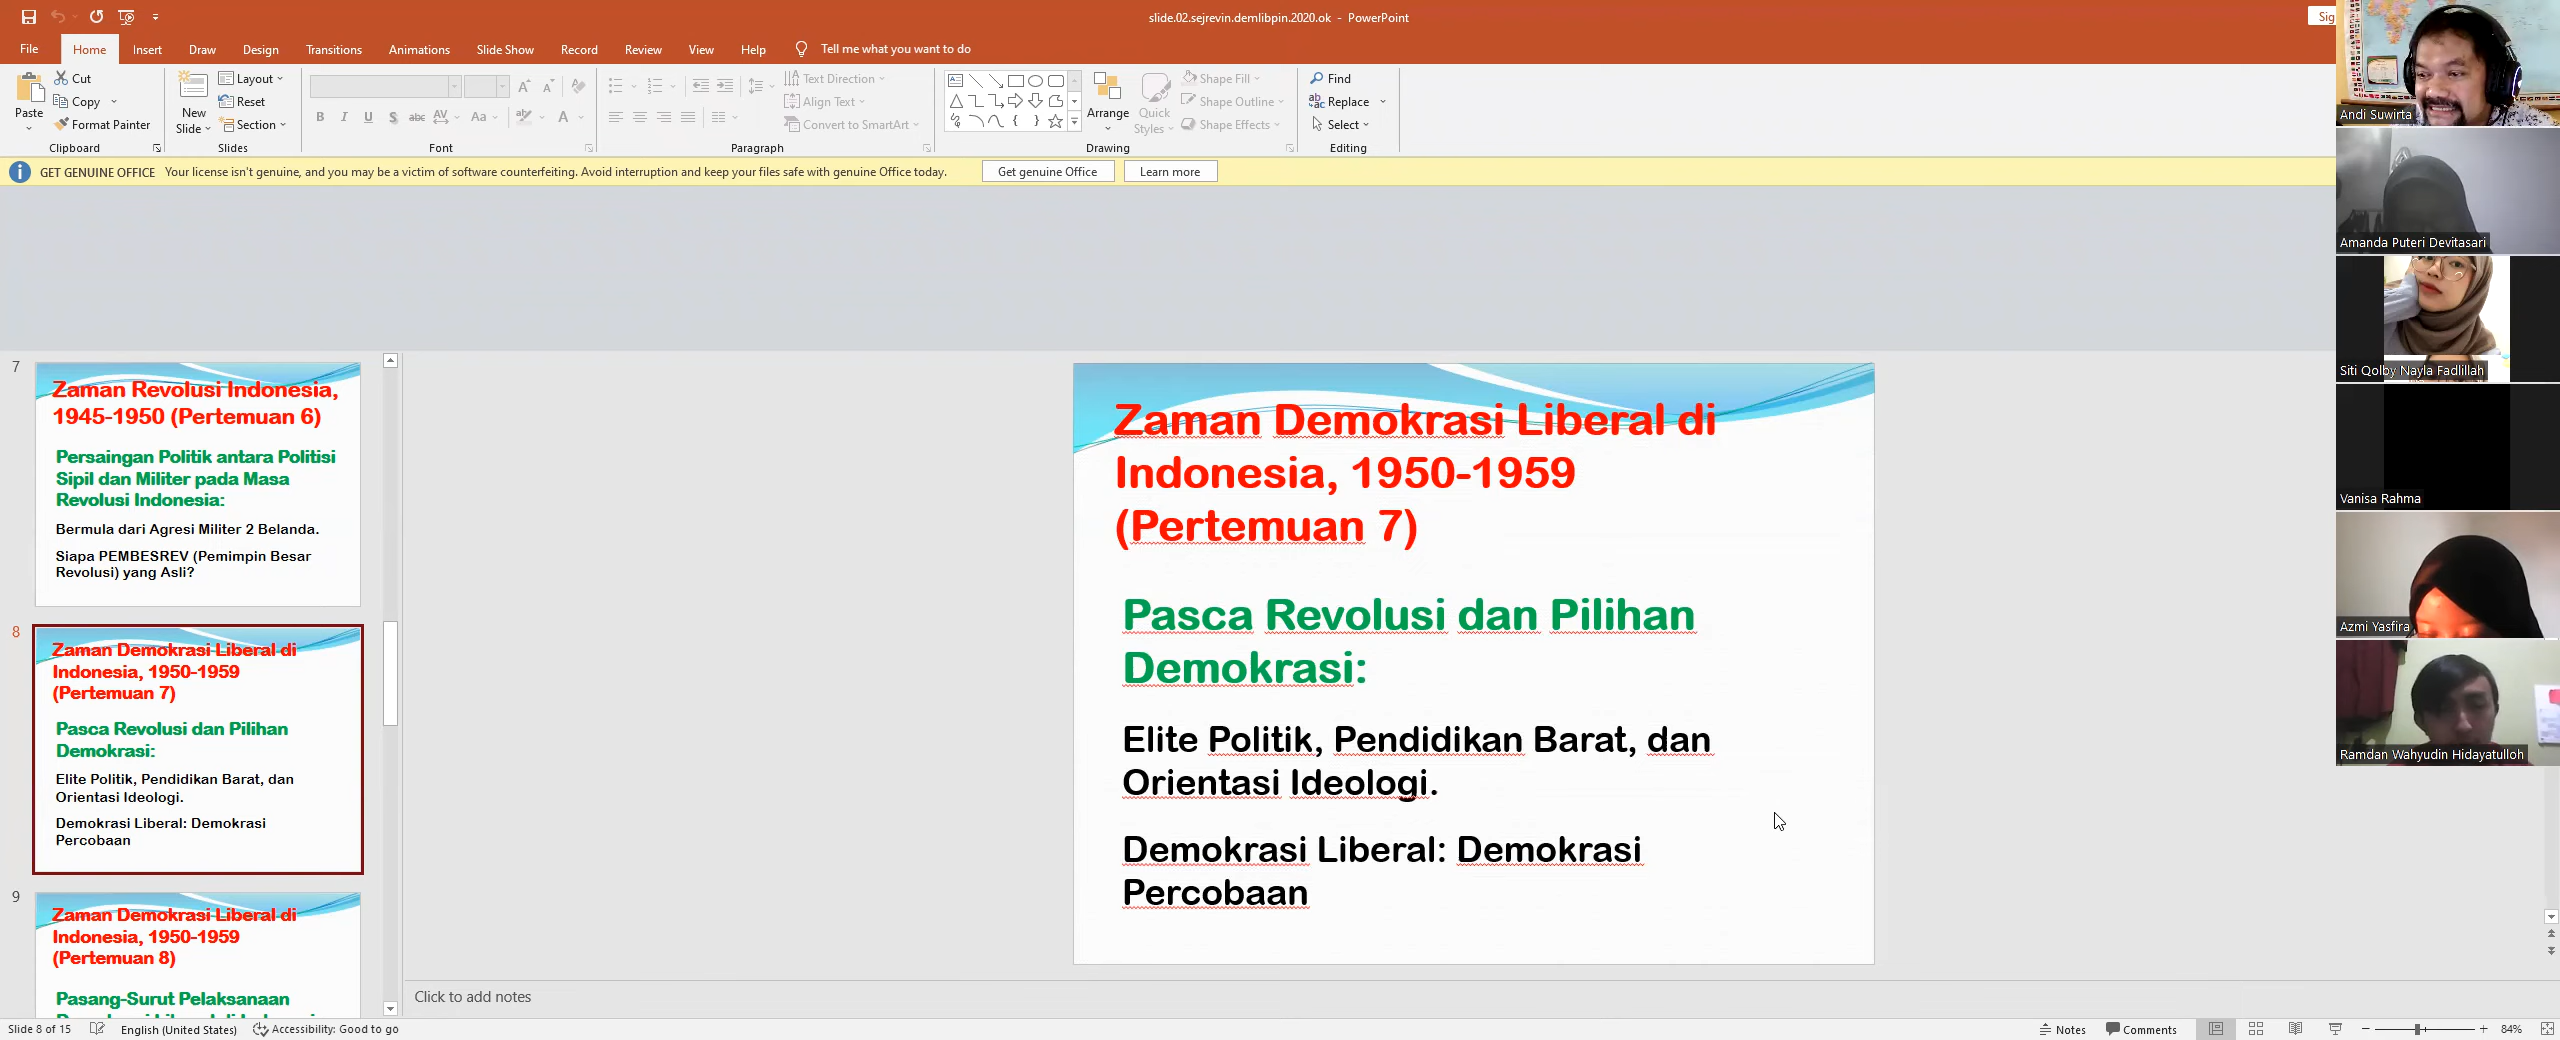 slide.02.sejrevin.demlibpin.2020.ok - PowerPoint
File Home Insert Draw Design Transitions Animations Slide Show Record Review View Help Tell me what you want to do
Paste
Cut
Copy
Format Painter
Clipboard
New
Slide
Layout
Reset
Section
Slides
B I U S abc AV Aa A
Font
Text Direction
Align Text
Convert to SmartArt
Paragraph
Arrange
Quick
Styles
Shape Fill
Shape Outline
Shape Effects
Drawing
Find
Replace
Select
Editing
GET GENUINE OFFICE Your license isn't genuine, and you may be a victim of software counterfeiting. Avoid interruption and keep your files safe with genuine Office today. Get genuine Office Learn more
7
Zaman Revolusi Indonesia,
1945-1950 (Pertemuan 6)
Persaingan Politik antara Politisi
Sipil dan Militer pada Masa
Revolusi Indonesia:
Bermula dari Agresi Militer 2 Belanda.
Siapa PEMBESREV (Pemimpin Besar
Revolusi) yang Asli?
8
Zaman Demokrasi Liberal di
Indonesia, 1950-1959
(Pertemuan 7)
Pasca Revolusi dan Pilihan
Demokrasi:
Elite Politik, Pendidikan Barat, dan
Orientasi Ideologi.
Demokrasi Liberal: Demokrasi
Percobaan
9
Zaman Demokrasi Liberal di
Indonesia, 1950-1959
(Pertemuan 8)
Pasang-Surut Pelaksanaan
Zaman Demokrasi Liberal di
Indonesia, 1950-1959
(Pertemuan 7)
Pasca Revolusi dan Pilihan
Demokrasi:
Elite Politik, Pendidikan Barat, dan
Orientasi Ideologi.
Demokrasi Liberal: Demokrasi
Percobaan
Click to add notes
Slide 8 of 15 English (United States) Accessibility: Good to go Notes Comments 84%
Andi Suwirta
Amanda Puteri Devitasari
Siti Qolby Nayla Fadlillah
Vanisa Rahma
Azmi Yasfira
Ramdan Wahyudin Hidayatulloh